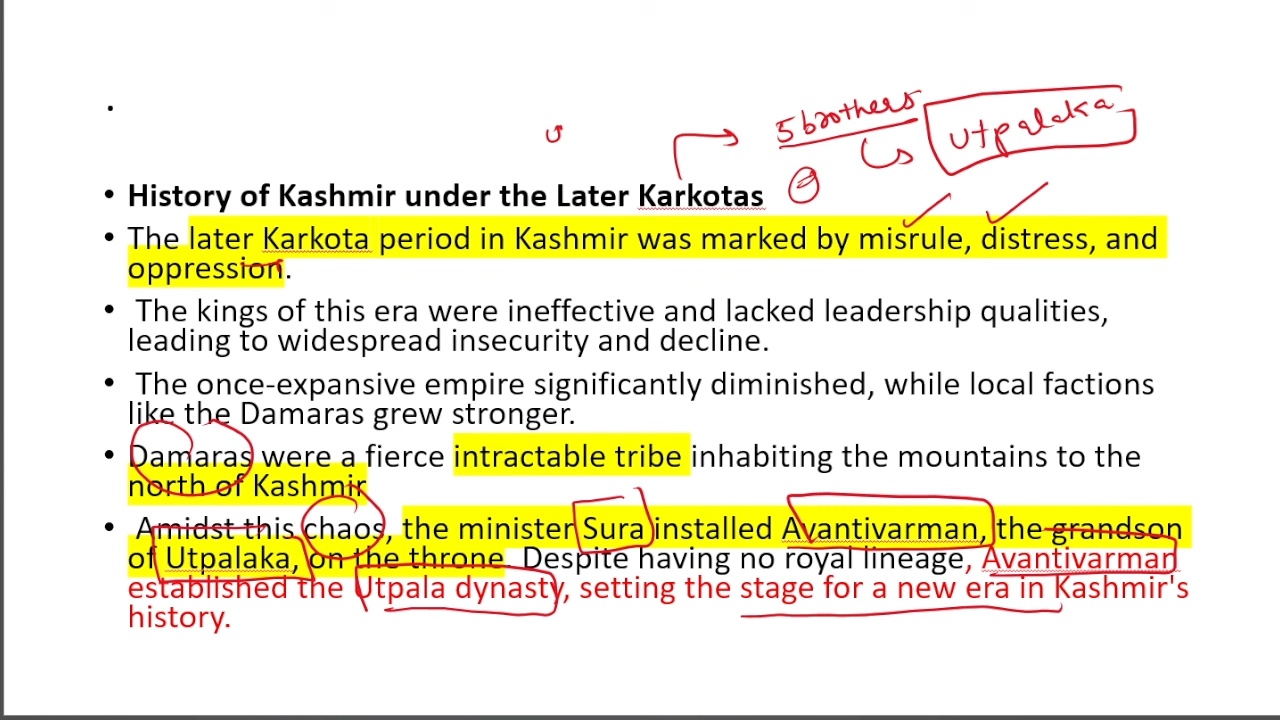 5 brothers
Utpalaka
• History of Kashmir under the Later Karkotas
• The later Karkota period in Kashmir was marked by misrule, distress, and
oppression.
• The kings of this era were ineffective and lacked leadership qualities,
leading to widespread insecurity and decline.
• The once-expansive empire significantly diminished, while local factions
like the Damaras grew stronger.
• Damaras were a fierce intractable tribe inhabiting the mountains to the
north of Kashmir
• Amidst this chaos, the minister Sura installed Avantivarman, the grandson
of Utpalaka, on the throne. Despite having no royal lineage, Avantivarman
established the Utpala dynasty, setting the stage for a new era in Kashmir's
history.